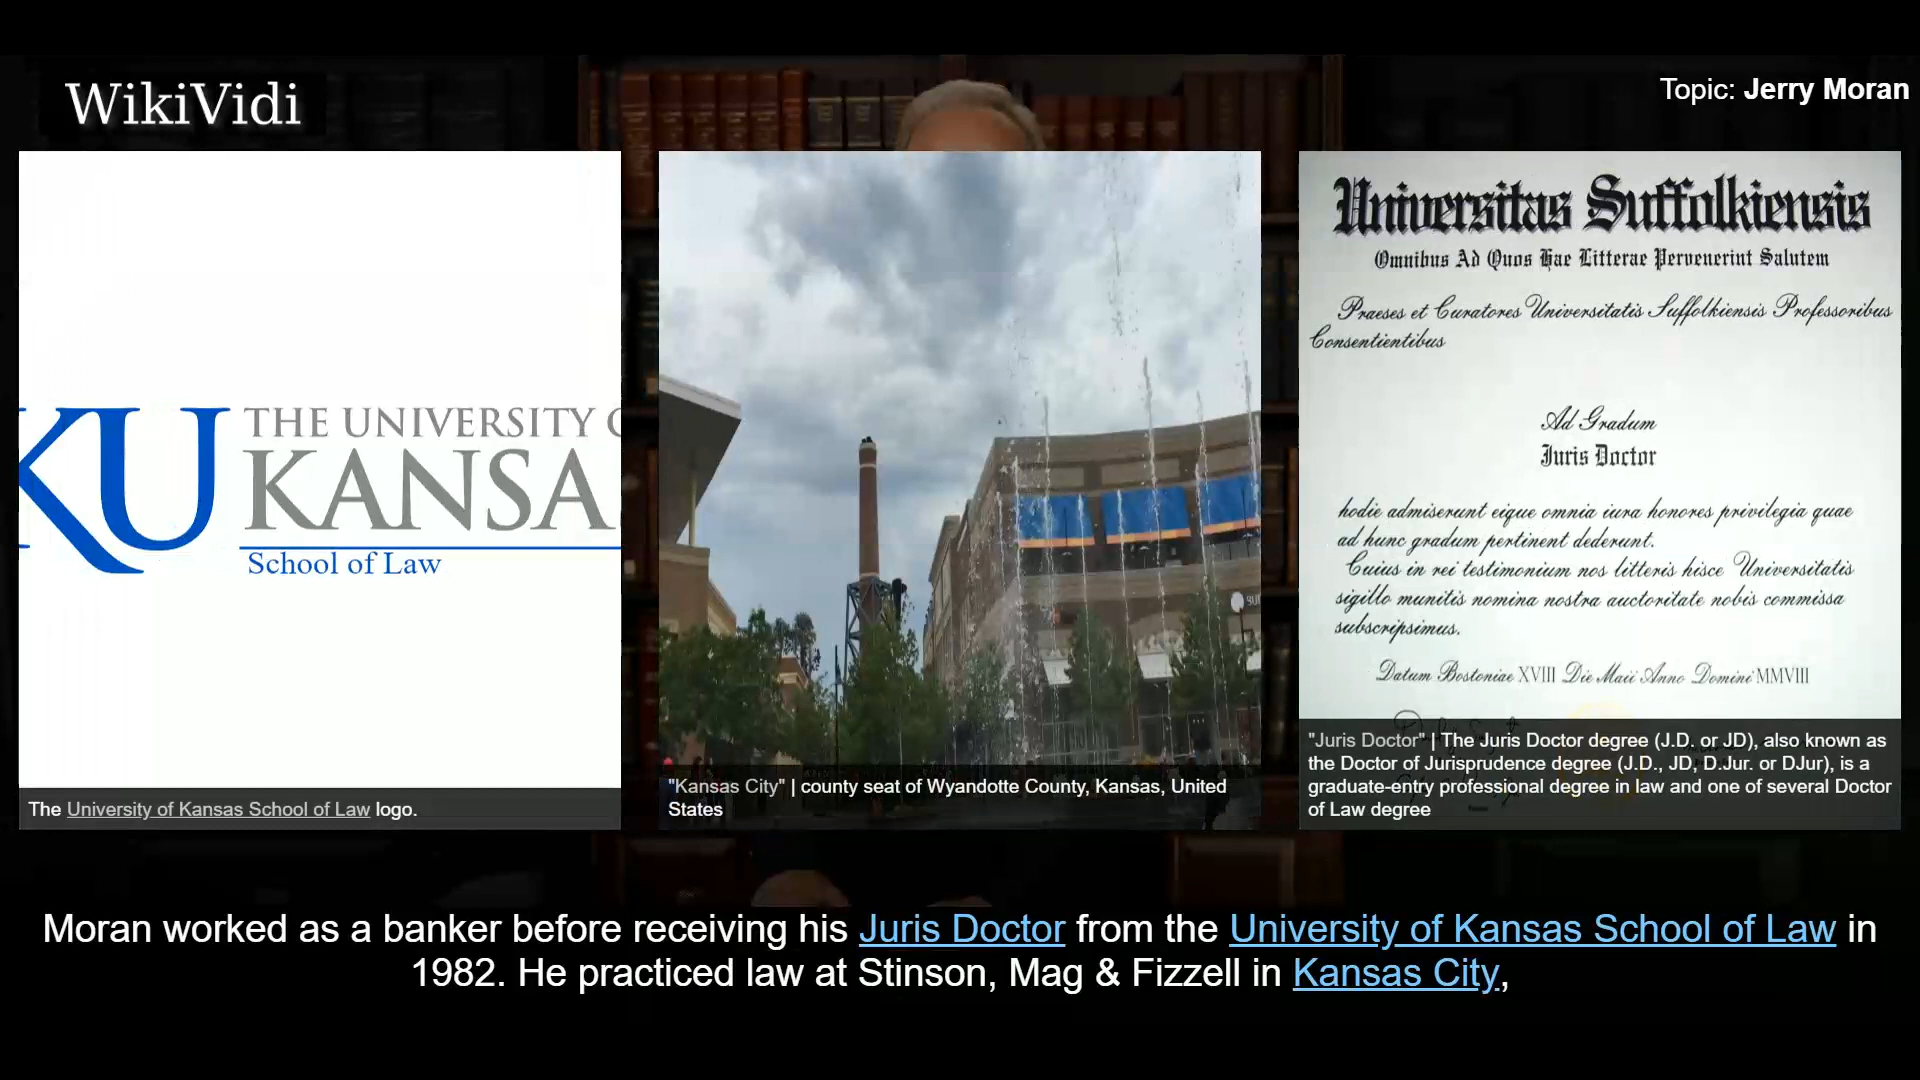 WikiVidi
Topic: Jerry Moran
KU
THE UNIVERSITY
KANSA
School of Law
The University of Kansas School of Law logo.
"Kansas City" | county seat of Wyandotte County, Kansas, United
States
Universitas Suffolkiensis
Omnibus Ad Quos Hae Litterae Pervenerint Salutem
Praeses et Curatores Universitatis Suffolkiensis Professoribus
Consentientibus
Ad Gradum
Juris Doctor
hodie admiserunt eique omnia iura honores privilegia quae
ad hunc gradum pertinent dederunt.
Cuius in rei testimonium nos litteris hisce Universitatis
sigillo munitis nomina nostra auctoritate nobis commissa
subscripsimus.
Datum Bostoniae XVIII Die Maii Anno Domini MMVIII
"Juris Doctor" | The Juris Doctor degree (J.D. or JD), also known as
the Doctor of Jurisprudence degree (J.D., JD, D.Jur. or DJur), is a
graduate-entry professional degree in law and one of several Doctor
of Law degree
Moran worked as a banker before receiving his Juris Doctor from the University of Kansas School of Law in
1982. He practiced law at Stinson, Mag & Fizzell in Kansas City,